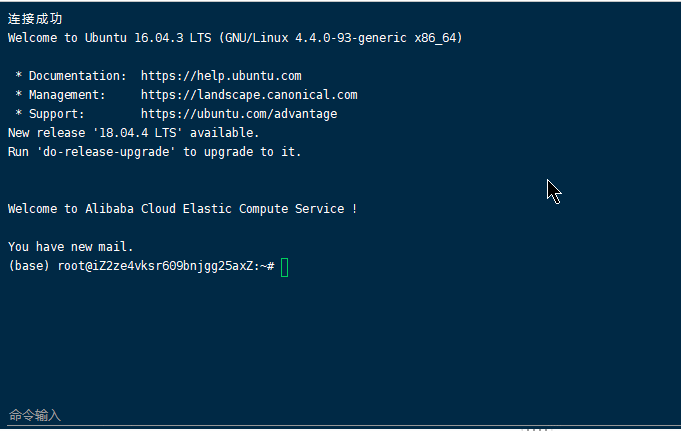 连接成功
Welcome to Ubuntu 16.04.3 LTS (GNU/Linux 4.4.0-93-generic x86_64)
* Documentation:  https://help.ubuntu.com
* Management:     https://landscape.canonical.com
* Support:        https://ubuntu.com/advantage
New release '18.04.4 LTS' available.
Run 'do-release-upgrade' to upgrade to it.
Welcome to Alibaba Cloud Elastic Compute Service !
You have new mail.
(base) root@iZ2ze4vksr609bnjgg25axZ:~#
命令输入